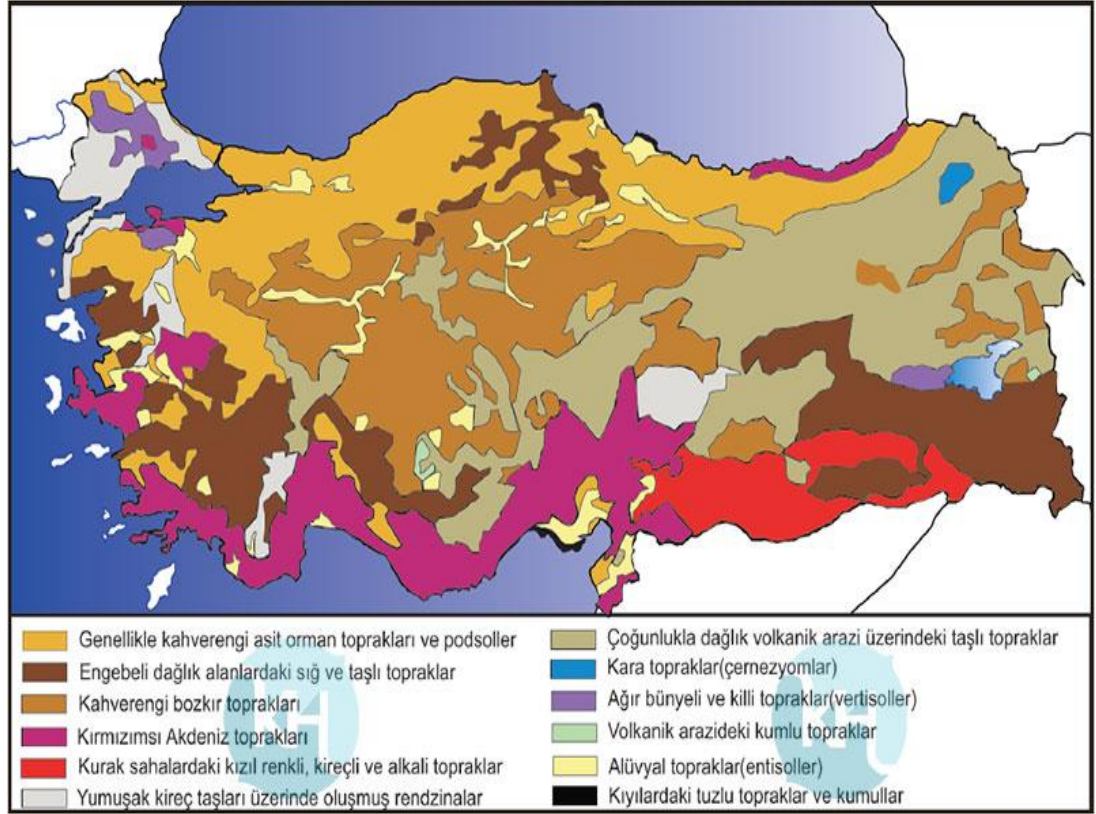 Genellikle kahverengi asit orman toprakları ve podsoller
Engebeli dağlık alanlardaki sığ ve taşlı topraklar
Kahverengi bozkır toprakları
Kırmızımsı Akdeniz toprakları
Kurak sahalardaki kızıl renkli, kireçli ve alkali topraklar
Yumuşak kireç taşları üzerinde oluşmuş rendzinalar
Çoğunlukla dağlık volkanik arazi üzerindeki taşlı topraklar
Kara topraklar(çernezyomlar)
Ağır bünyeli ve killi topraklar(vertisoller)
Volkanik arazideki kumlu topraklar
Alüvyal topraklar(entisoller)
Kıyılardaki tuzlu topraklar ve kumullar
KH
KH